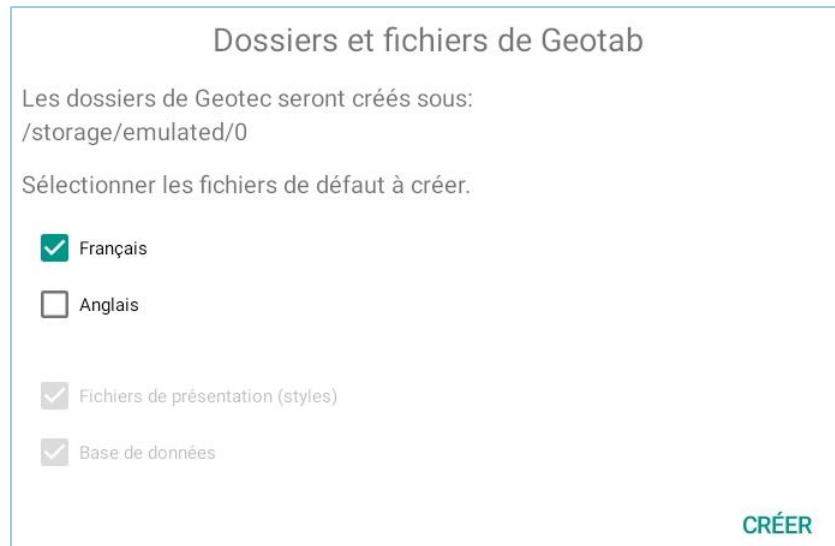 Dossiers et fichiers de Geotab
Les dossiers de Geotec seront créés sous:
/storage/emulated/0
Sélectionner les fichiers de défaut à créer.
Français
Anglais
Fichiers de présentation (styles)
Base de données
CRÉER